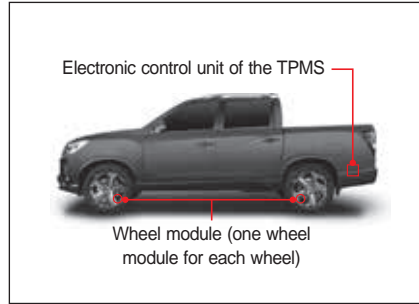 Electronic control unit of the TPMS
Wheel module (one wheel
module for each wheel)